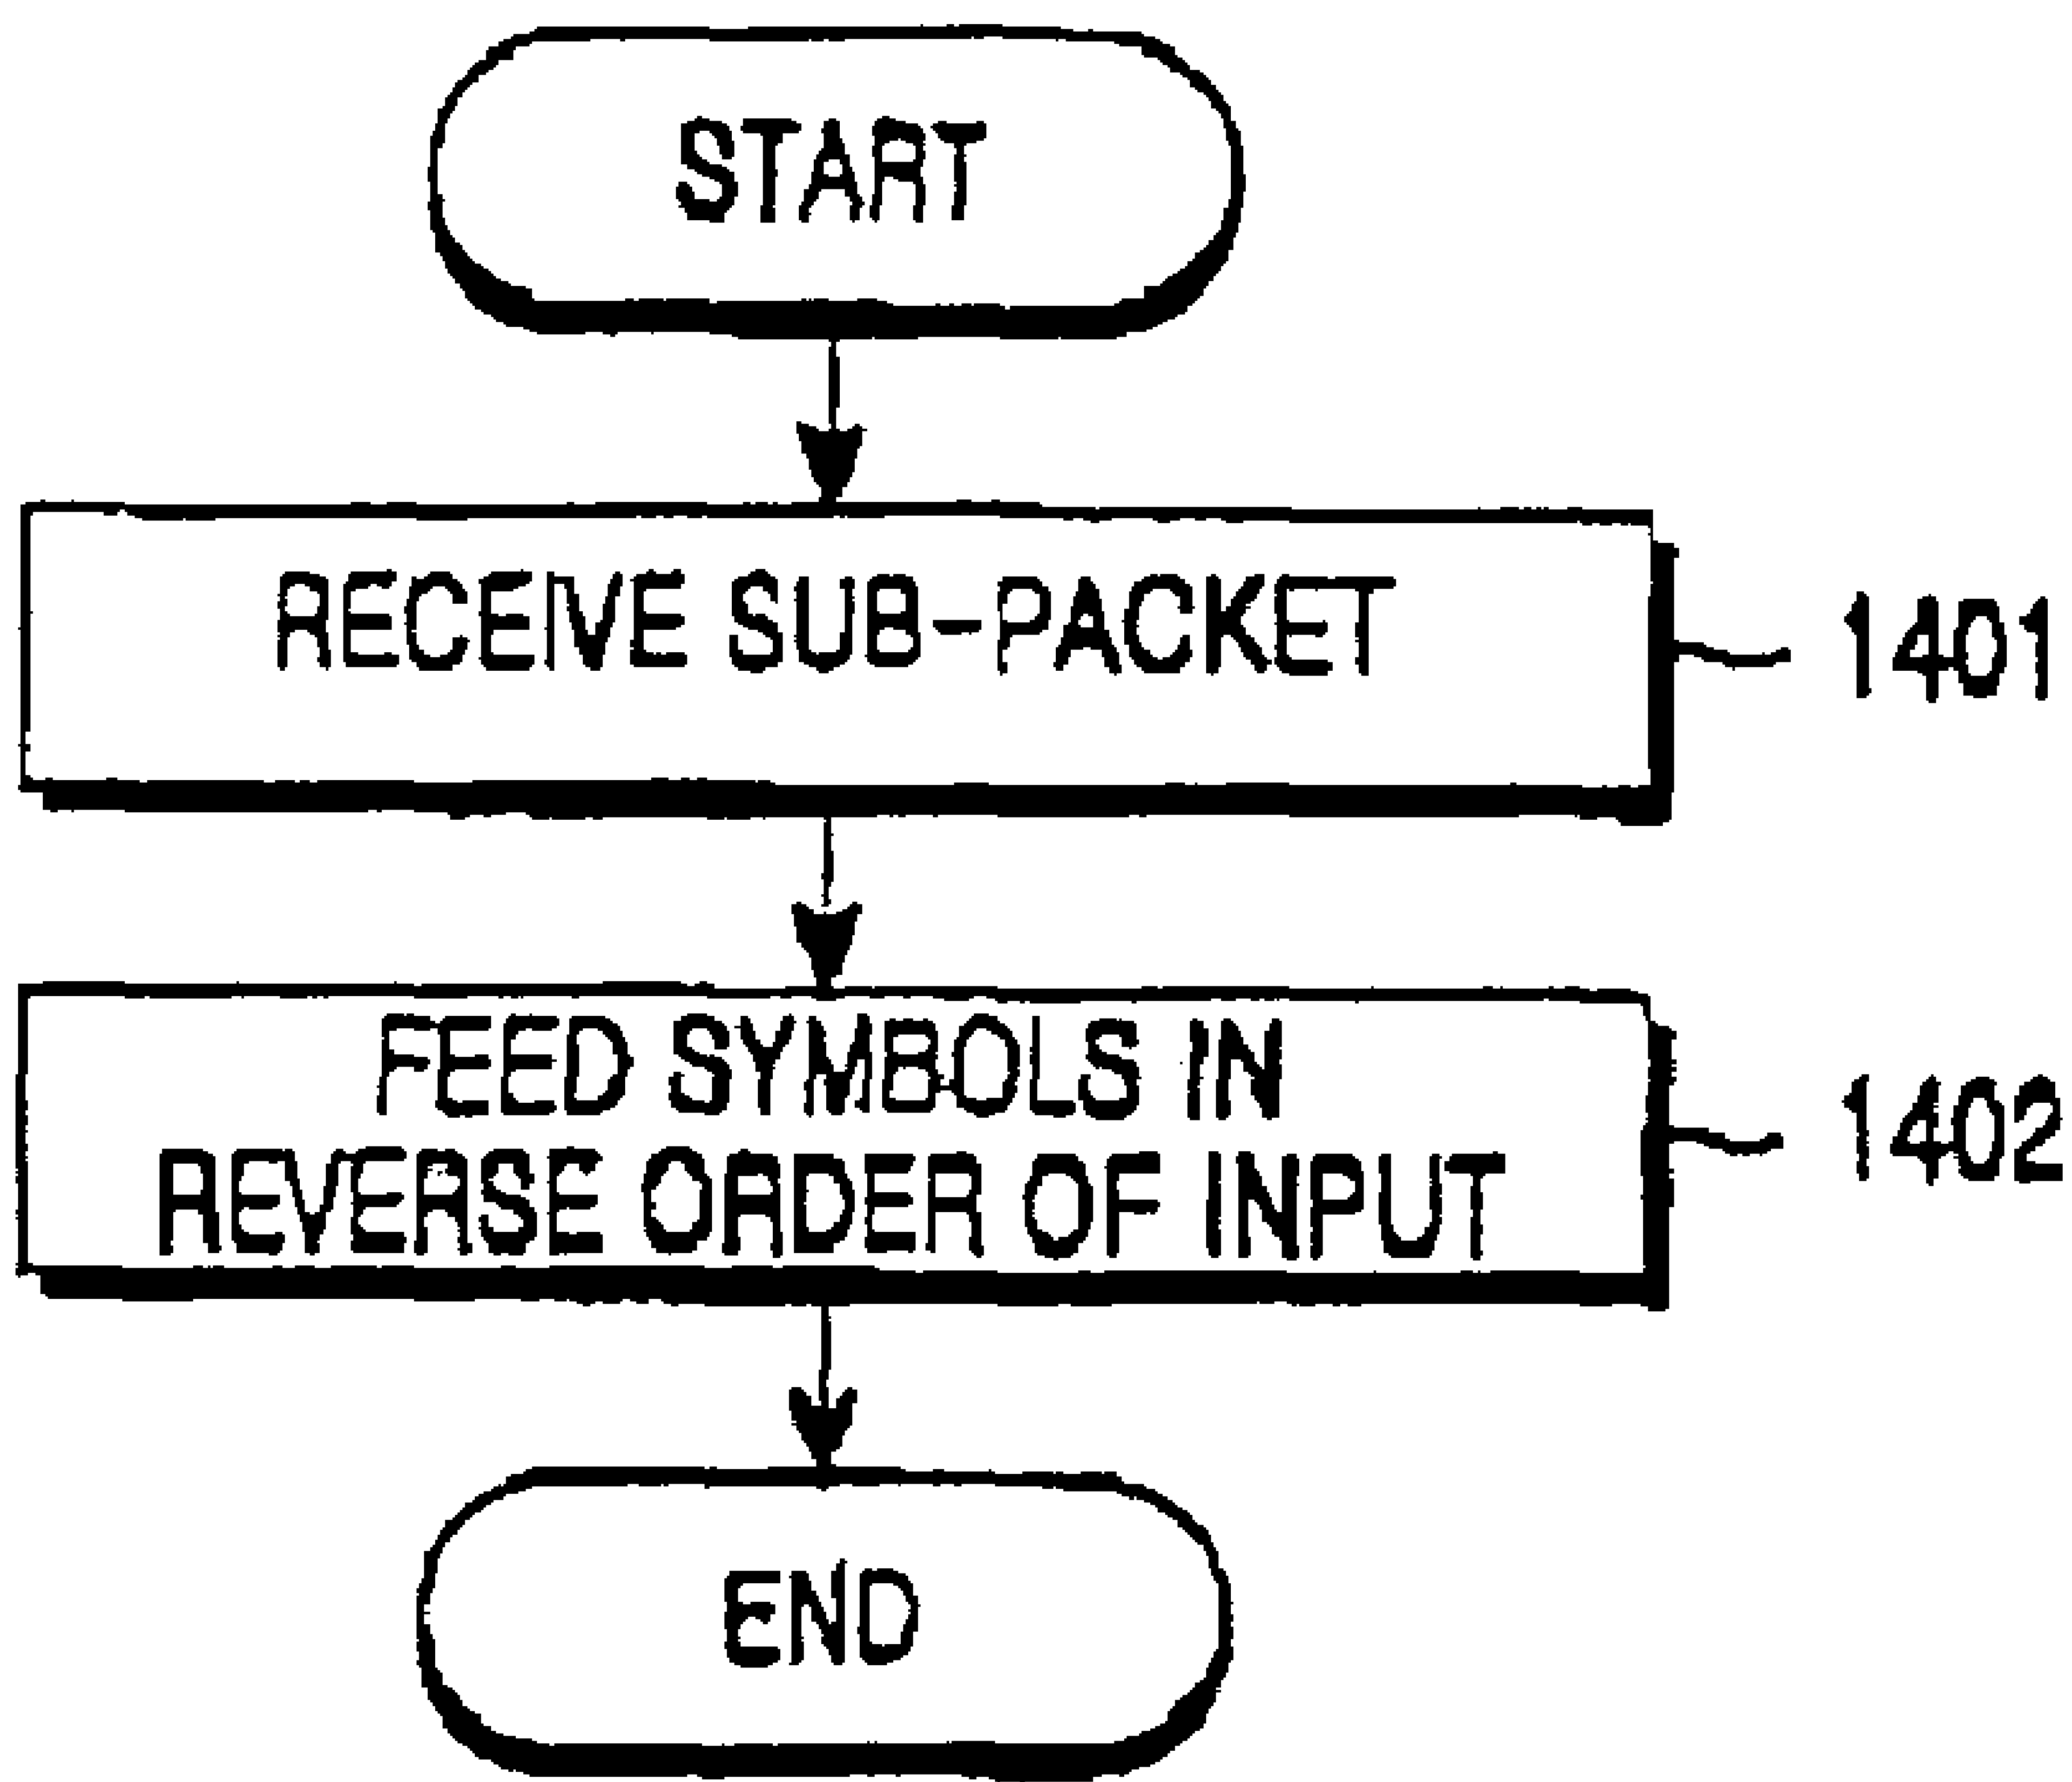 START
RECEIVE SUB-PACKET
1401
FEED SYMBOLS IN
REVERSE ORDER OF INPUT
1402
END